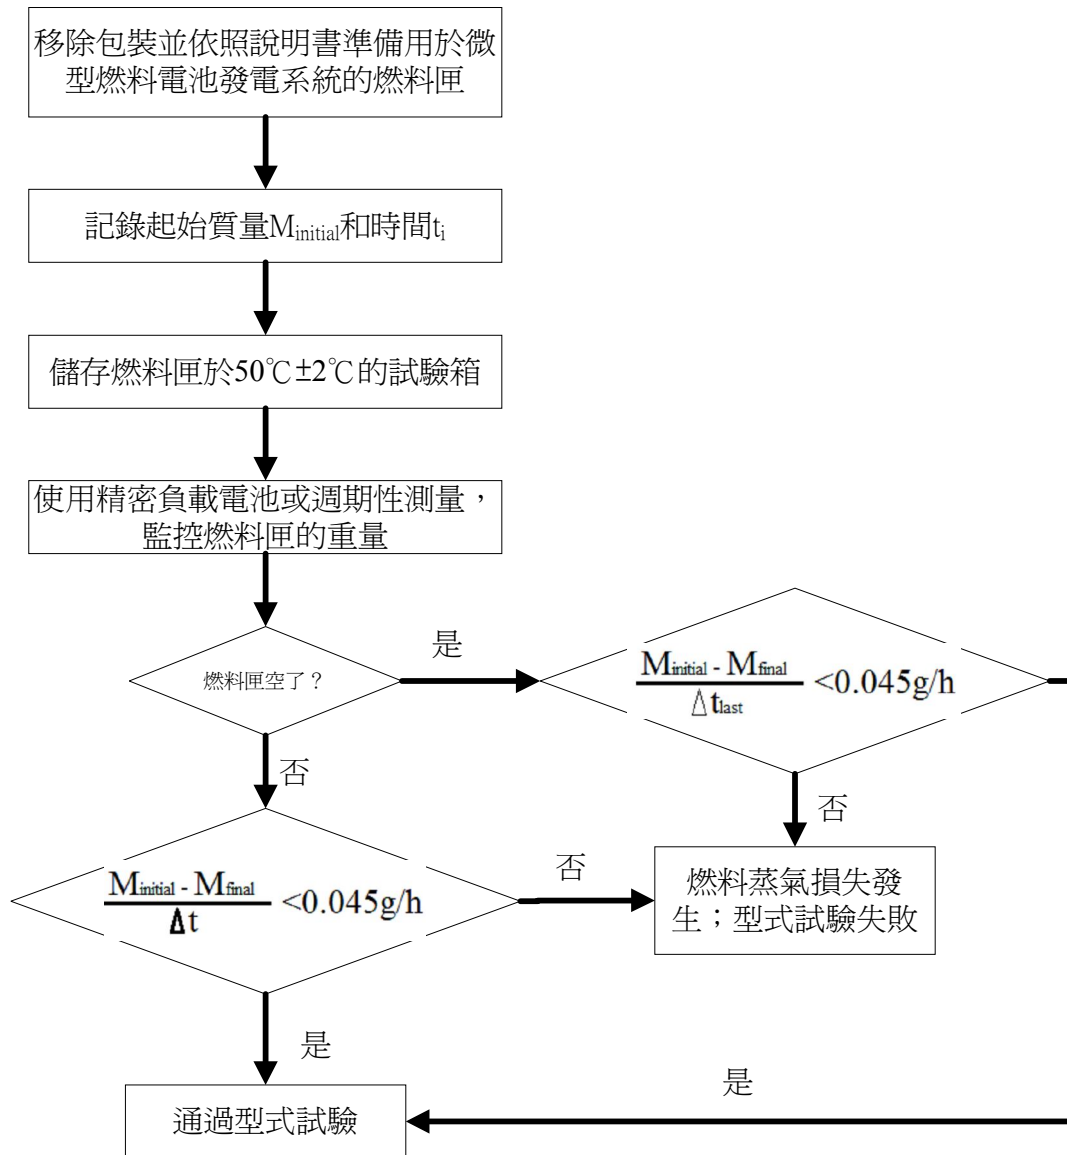 移除包裝並依照說明書準備用於微
型燃料電池發電系統的燃料匣
記錄起始質量Minitial和時間ti
儲存燃料匣於50℃±2℃的試驗箱
使用精密負載電池或週期性測量，
監控燃料匣的重量
燃料匣空了？
是
Minitial - Mfinal
Δtlast
<0.045g/h
否
否
Minitial - Mfinal
Δt
<0.045g/h
否
燃料蒸氣損失發
生；型式試驗失敗
是
是
通過型式試驗